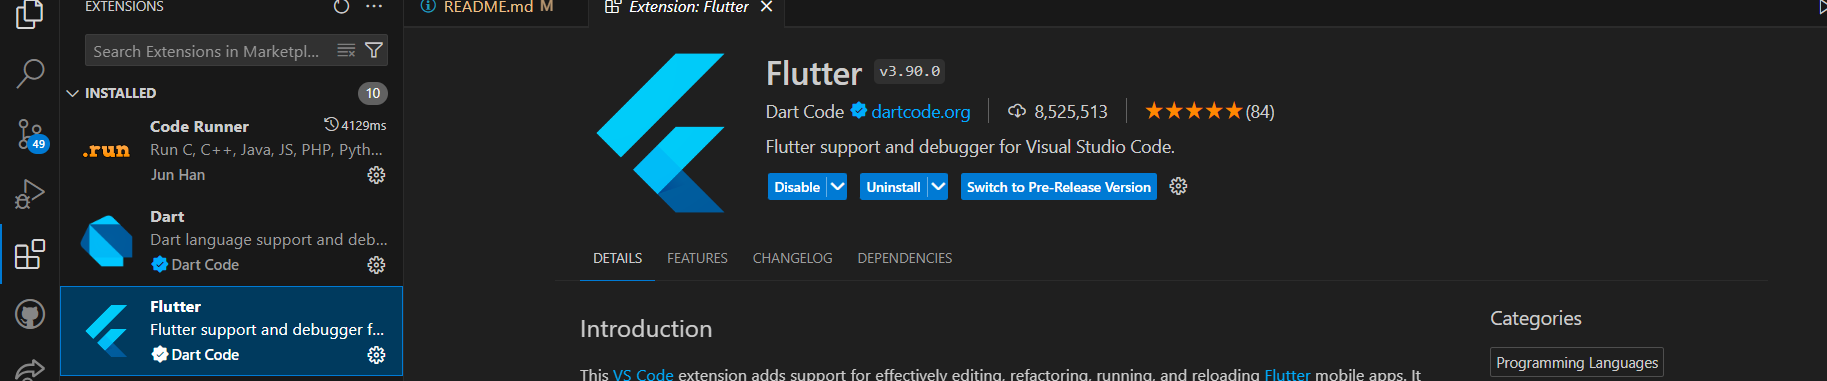 EXTENSIONS
Search Extensions in Marketpl...
INSTALLED 10
Code Runner 4129ms
Run C, C++, Java, JS, PHP, Pyth...
Jun Han
.run
Dart
Dart language support and deb...
Dart Code
Flutter
Flutter support and debugger f...
Dart Code
49
README.md M
Extension: Flutter
Flutter v3.90.0
Dart Code dartcode.org 8,525,513 (84)
Flutter support and debugger for Visual Studio Code.
Disable Uninstall Switch to Pre-Release Version
DETAILS FEATURES CHANGELOG DEPENDENCIES
Introduction
This VS Code extension adds support for effectively editing, refactoring, running, and reloading Flutter mobile apps. It
Categories
Programming Languages